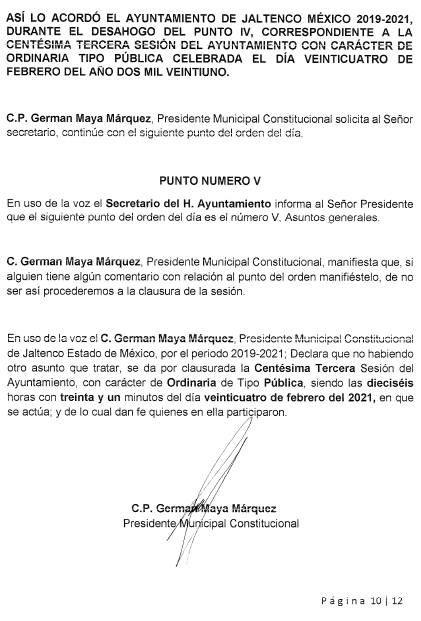 ASÍ LO ACORDÓ EL AYUNTAMIENTO DE JALTENCO MÉXICO 2019-2021,
DURANTE EL DESAHOGO DEL PUNTO IV, CORRESPONDIENTE A LA
CENTÉSIMA TERCERA SESIÓN DEL AYUNTAMIENTO CON CARÁCTER DE
ORDINARIA TIPO PÚBLICA CELEBRADA EL DÍA VEINTICUATRO DE
FEBRERO DEL AÑO DOS MIL VEINTIUNO.
C.P. German Maya Márquez, Presidente Municipal Constitucional solicita al Señor
secretario, continúe con el siguiente punto del orden del día.
PUNTO NUMERO V
En uso de la voz el Secretario del H. Ayuntamiento informa al Señor Presidente
que el siguiente punto del orden del día es el número V. Asuntos generales.
C. German Maya Márquez, Presidente Municipal Constitucional, manifiesta que, si
alguien tiene algún comentario con relación al punto del orden manifiéstelo, de no
ser así procederemos a la clausura de la sesión.
En uso de la voz el C. German Maya Márquez, Presidente Municipal Constitucional
de Jaltenco Estado de México, por el periodo 2019-2021; Declara que no habiendo
otro asunto que tratar, se da por clausurada la Centésima Tercera Sesión del
Ayuntamiento, con carácter de Ordinaria de Tipo Pública, siendo las dieciséis
horas con treinta y un minutos del día veinticuatro de febrero del 2021, en que
se actúa; y de lo cual dan fe quienes en ella participaron.
C.P. German Maya Márquez
Presidente Municipal Constitucional
Página 10 | 12